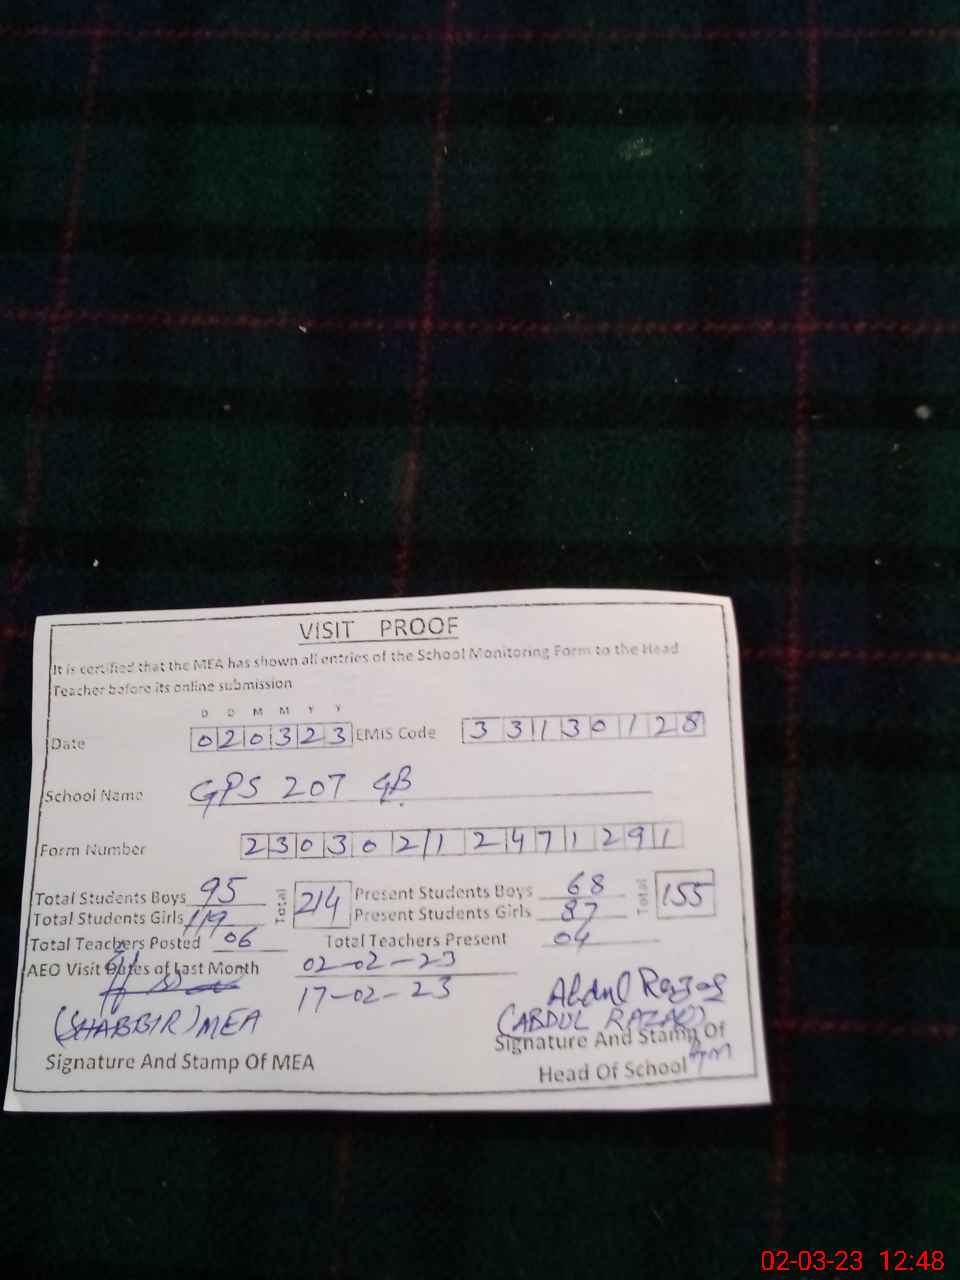 VISIT PROOF
It is certified that the MEA has shown all entries of the School Monitoring Form to the Head
Teacher before its online submission
D D M M Y Y
Date 020323 EMIS Code 33130128
School Name GPS 207 GB
Form Number 230302112471291
Total Students Boys 95 Total 214 Present Students Boys 68 Total 155
Total Students Girls 119 Present Students Girls 87
Total Teachers Posted 06 Total Teachers Present 04
AEO Visit Dates of Last Month 02-02-23
17-02-23
Abdul Razaq
(SHABBIR) MEA (ABDUL RAZAQ)
Signature And Stamp Of MEA Signature And Stamp Of
Head Of School
02-03-23 12:48